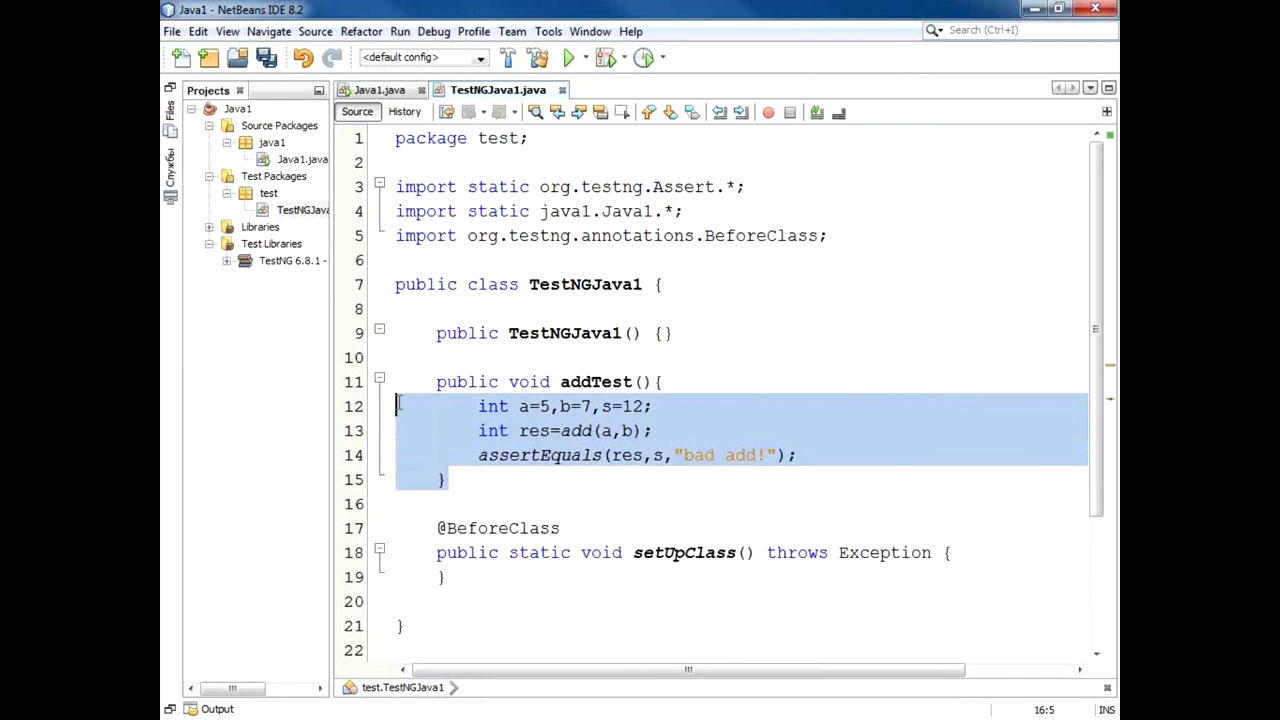 Java1 - NetBeans IDE 8.2
File Edit View Navigate Source Refactor Run Debug Profile Team Tools Window Help
Search (Ctrl+I)
<default config>
Projects
Java1.java
TestNGJava1.java
Files
Службы
Source
History
Java1
Source Packages
java1
Java1.java
Test Packages
test
TestNGJava
Libraries
Test Libraries
TestNG 6.8.1 -
1 package test;
2
3 import static org.testng.Assert.*;
4 import static java1.Java1.*;
5 import org.testng.annotations.BeforeClass;
6
7 public class TestNGJava1 {
8
9 public TestNGJava1() {}
10
11 public void addTest(){
12 int a=5,b=7,s=12;
13 int res=add(a,b);
14 assertEquals(res,s,"bad add!");
15 }
16
17 @BeforeClass
18 public static void setUpClass() throws Exception {
19 }
20
21 }
22
test.TestNGJava1
Output
16:5
INS